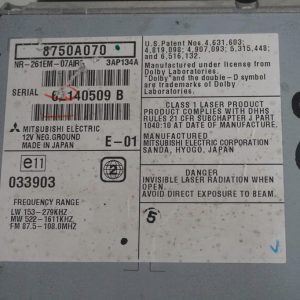 8750A070
NR-261EM-07AIR
3AP134A
SERIAL
140509 B
MITSUBISHI ELECTRIC
12V NEG.GROUND
MADE IN JAPAN
E-01
e11
2
033903
FREQUENCY RANGE
LW 153-279KHZ
MW 522-1611KHZ
FM 87.5-108.0MHZ
U.S. Patent Nos. 4,631,603;
4,819,098; 4,907,093; 5,315,448;
and 6,516,132.
Manufactured under license from
Dolby Laboratories.
"Dolby" and the double-D symbol
are trademarks of Dolby
Laboratories.
CLASS 1 LASER PRODUCT
PRODUCT COMPLIES WITH DHHS
RULES 21 CFR SUBCHAPTER J PART
1040:10 AT DATE OF MANUFACTURE.
MANUFACTURED:
MITSUBISHI ELECTRIC CORPORATION
SANDA, HYOGO, JAPAN
DANGER
INVISIBLE LASER RADIATION WHEN
OPEN.
AVOID DIRECT EXPOSURE TO BEAM.
5